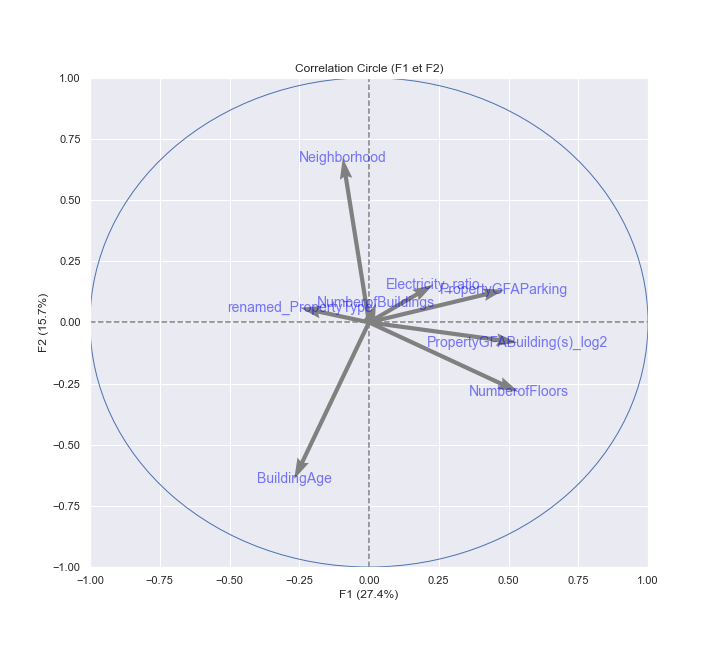 Correlation Circle (F1 et F2)
1.00
0.75
Neighborhood
0.50
0.25
Electricity_ratio
PropertyGFAParking
NumberofBuildings
renamed_PropertyType
0.00
F2 (15.7%)
PropertyGFABuilding(s)_log2
−0.25
NumberofFloors
−0.50
BuildingAge
−0.75
−1.00
−1.00 −0.75 −0.50 −0.25 0.00 0.25 0.50 0.75 1.00
F1 (27.4%)